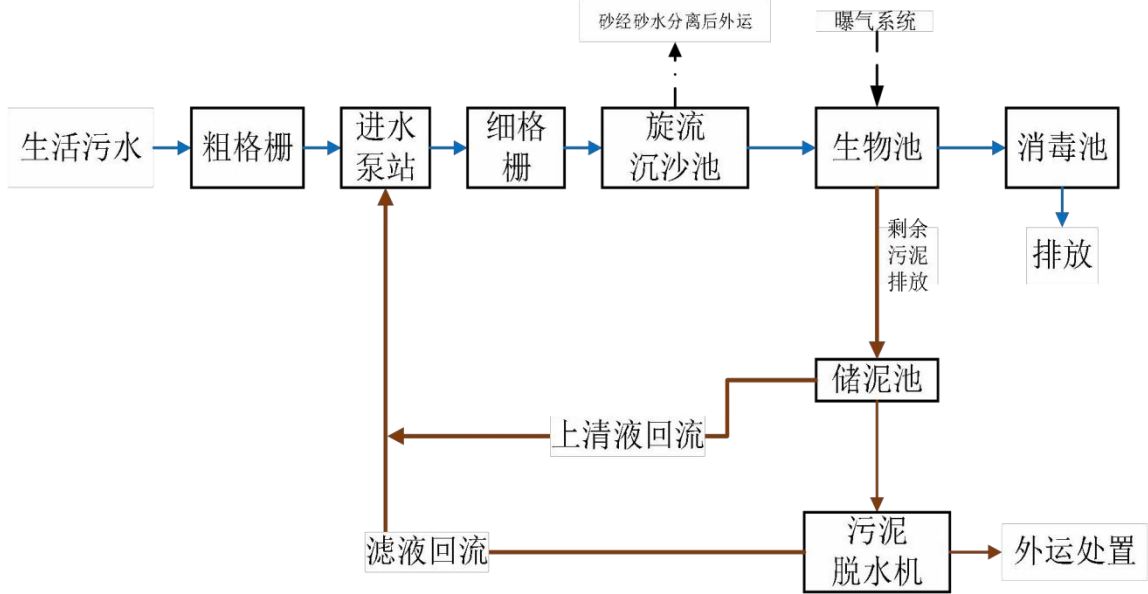 砂经砂水分离后外运
曝气系统
生活污水
粗格栅
进水
泵站
细格
栅
旋流
沉沙池
生物池
消毒池
剩余
污泥
排放
排放
储泥池
上清液回流
滤液回流
污泥
脱水机
外运处置